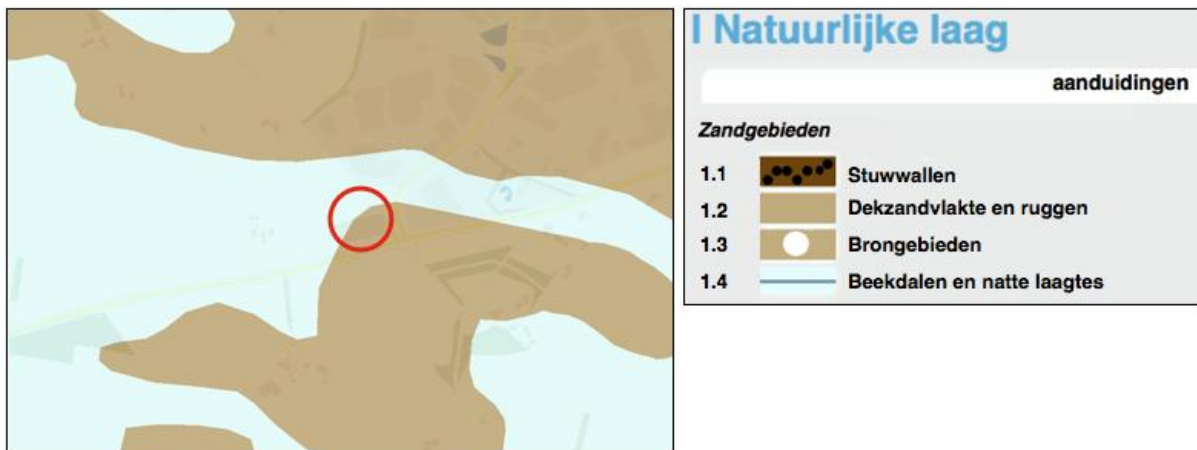 I Natuurlijke laag
aanduidingen
Zandgebieden
1.1 Stuwwallen
1.2 Dekzandvlakte en ruggen
1.3 Brongebieden
1.4 Beekdalen en natte laagtes